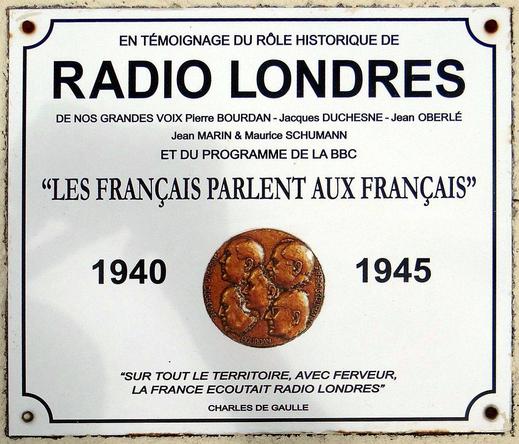 EN TÉMOIGNAGE DU RÔLE HISTORIQUE DE
RADIO LONDRES
DE NOS GRANDES VOIX Pierre BOURDAN - Jacques DUCHESNE - Jean OBERLÉ
Jean MARIN & Maurice SCHUMANN
ET DU PROGRAMME DE LA BBC
“LES FRANÇAIS PARLENT AUX FRANÇAIS”
1940
1945
BOURDAN
“SUR TOUT LE TERRITOIRE, AVEC FERVEUR,
LA FRANCE ECOUTAIT RADIO LONDRES”
CHARLES DE GAULLE